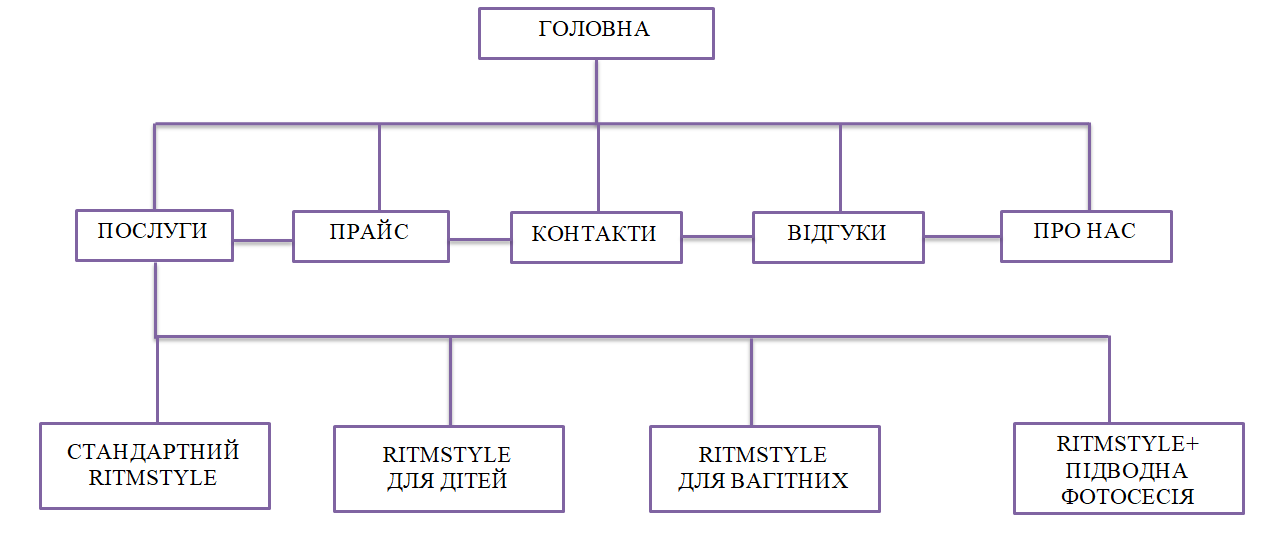 ГОЛОВНА
ПОСЛУГИ
ПРАЙС
КОНТАКТИ
ВІДГУКИ
ПРО НАС
СТАНДАРТНИЙ
RITMSTYLE
RITMSTYLE
ДЛЯ ДІТЕЙ
RITMSTYLE
ДЛЯ ВАГІТНИХ
RITMSTYLE+
ПІДВОДНА
ФОТОСЕСІЯ